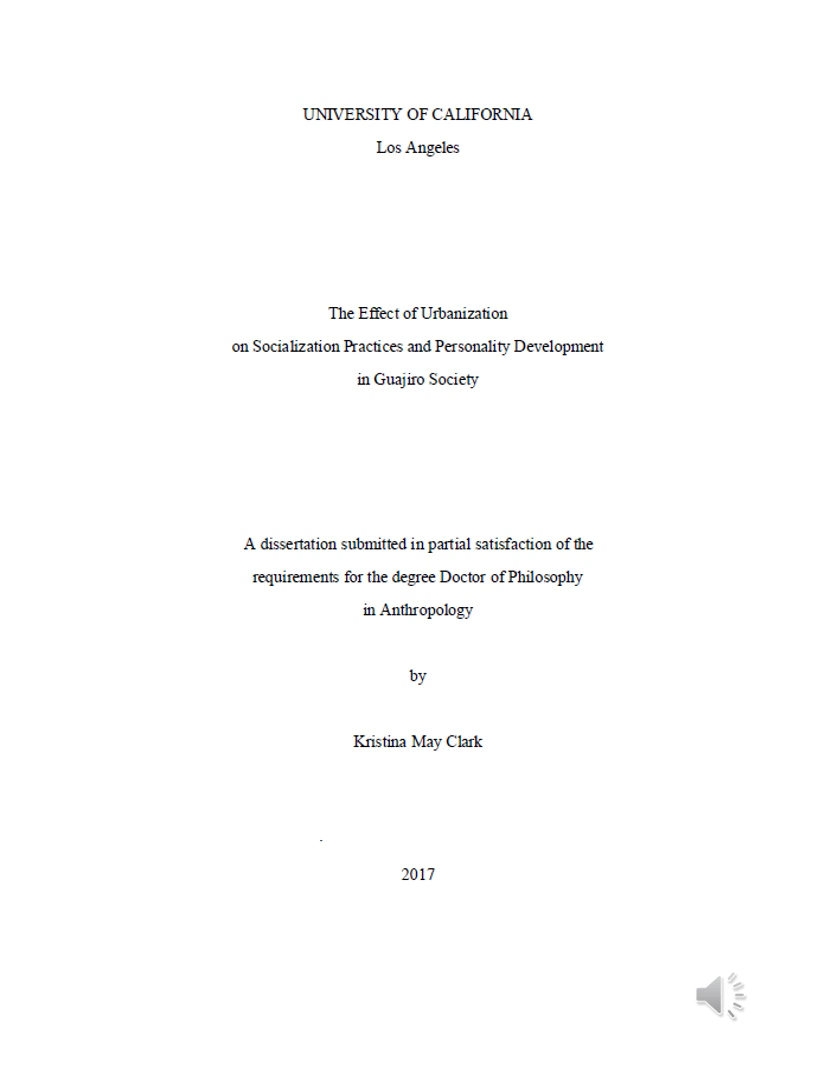 UNIVERSITY OF CALIFORNIA
Los Angeles
The Effect of Urbanization
on Socialization Practices and Personality Development
in Guajiro Society
A dissertation submitted in partial satisfaction of the
requirements for the degree Doctor of Philosophy
in Anthropology
by
Kristina May Clark
.
2017